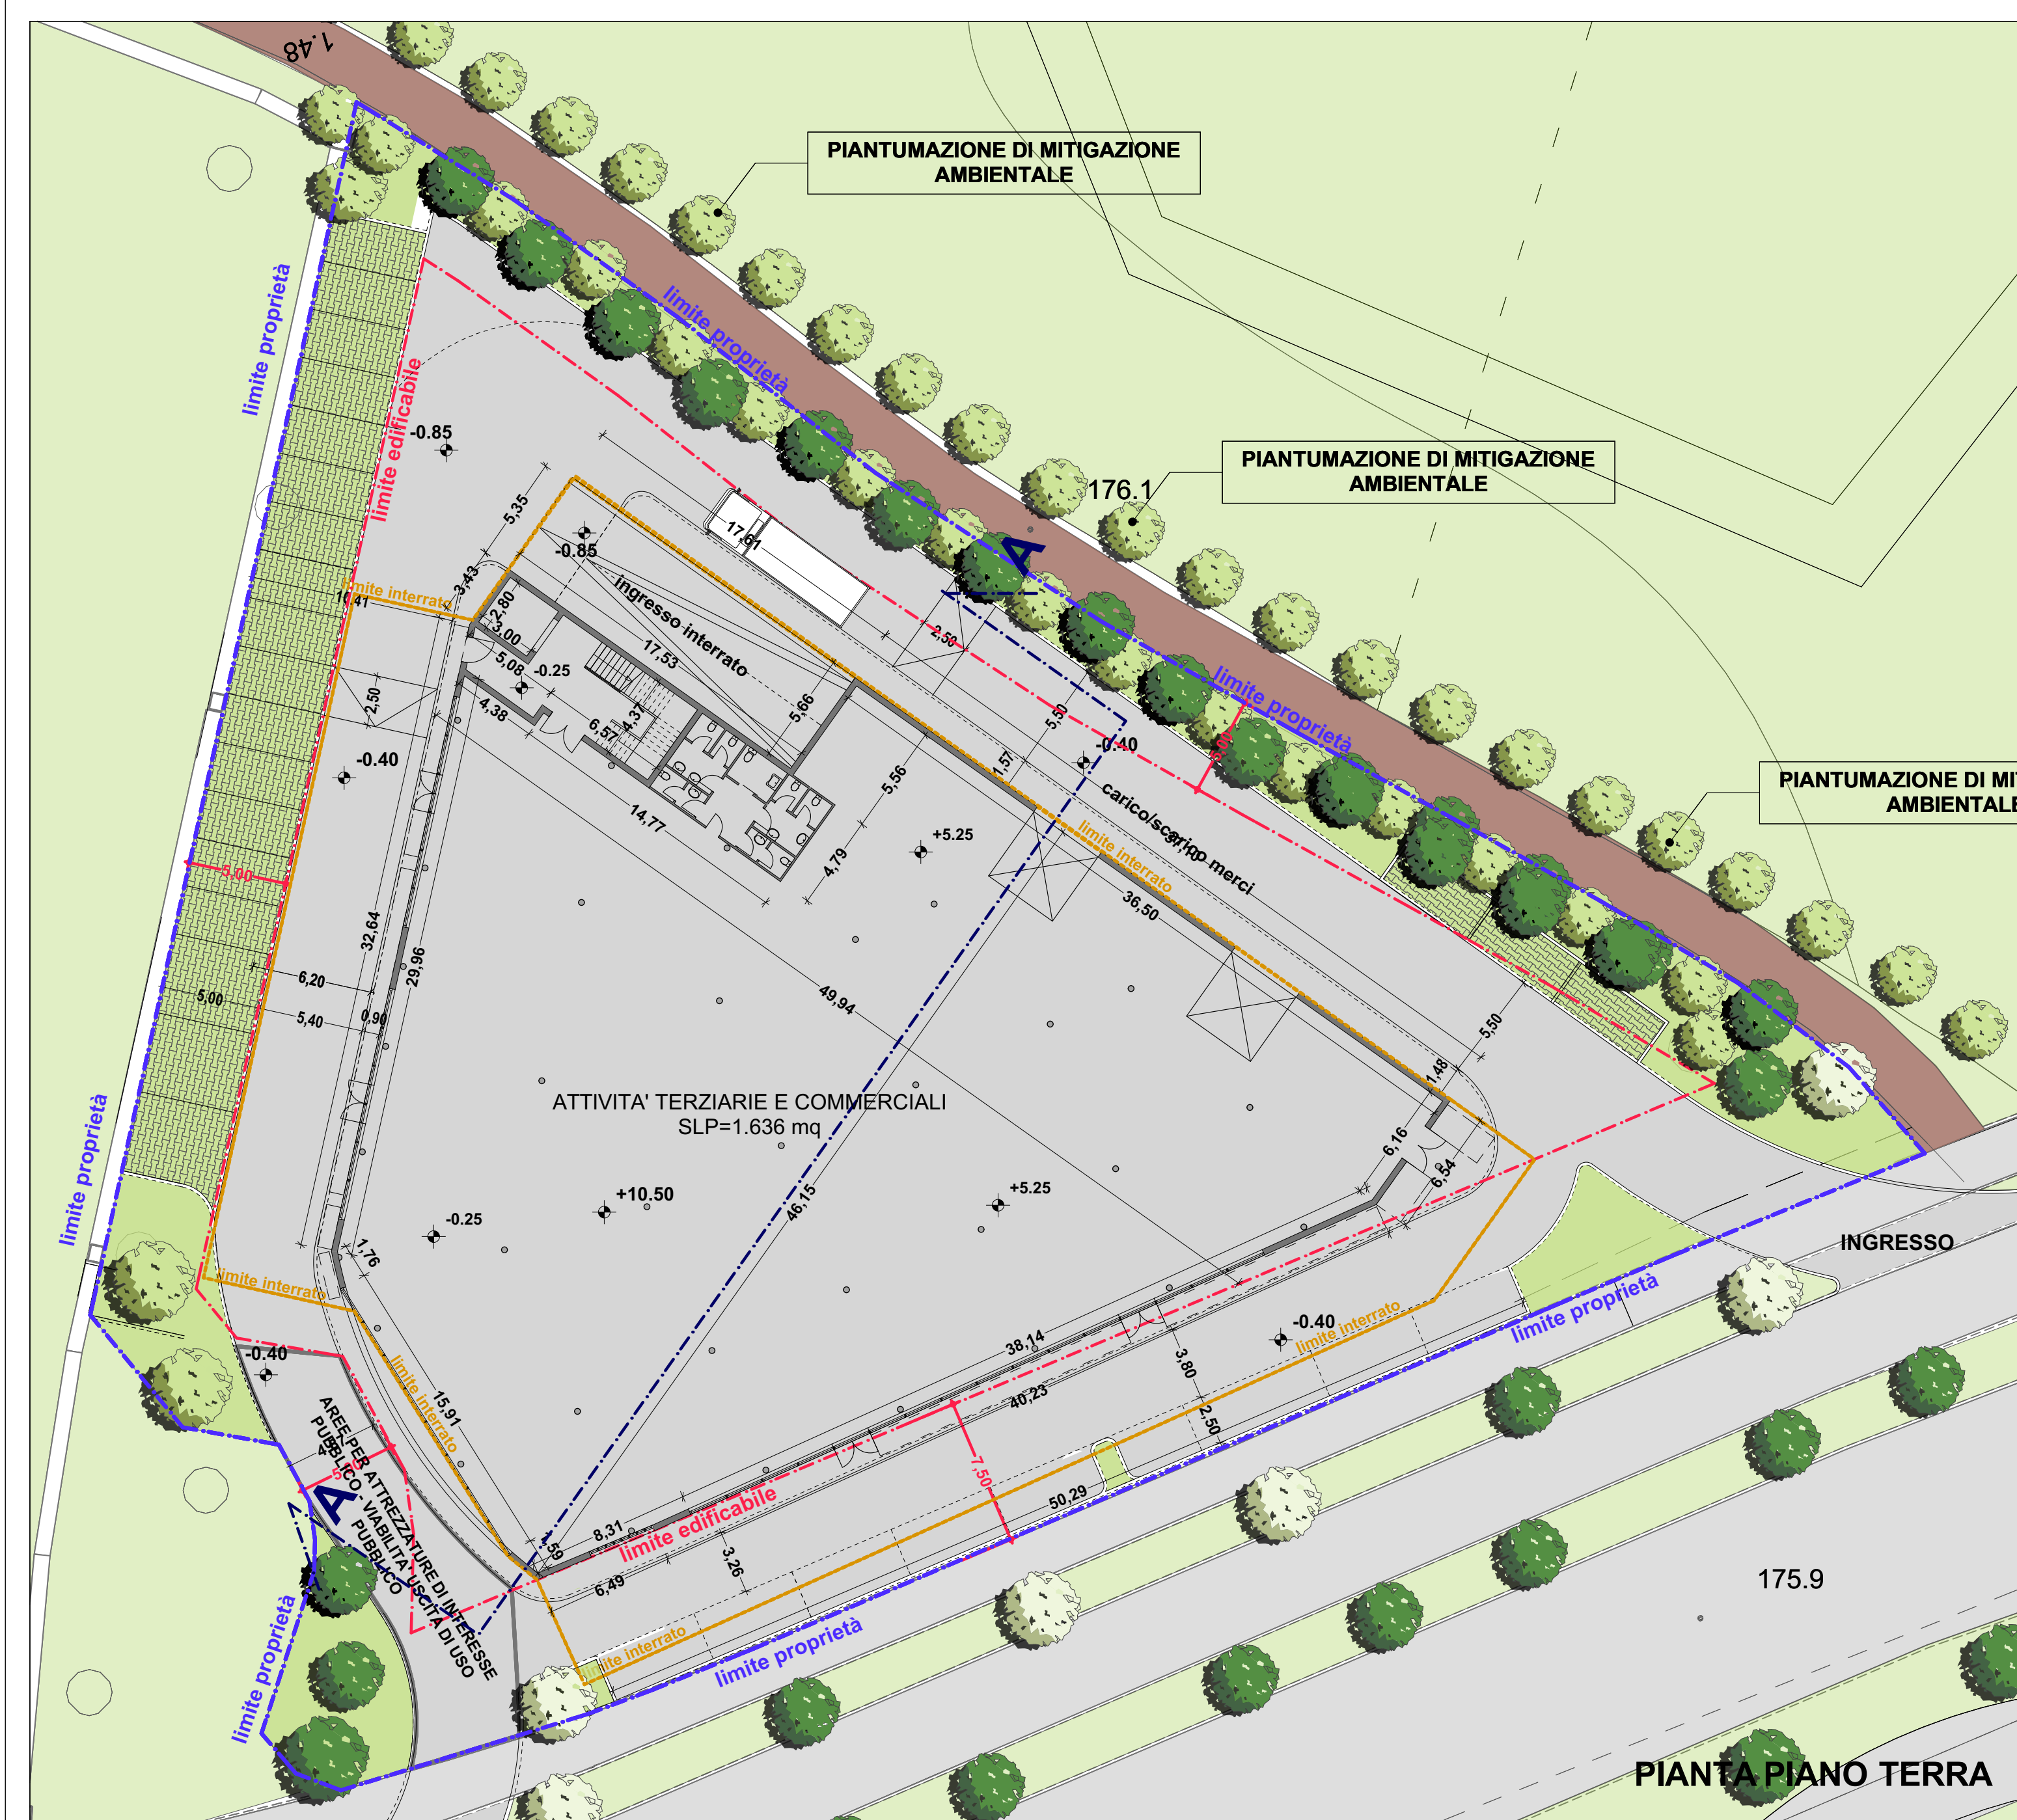 1.48
PIANTUMAZIONE DI MITIGAZIONE
AMBIENTALE
limite proprietà
limite proprietà
limite edificabile
-0.85
PIANTUMAZIONE DI MITIGAZIONE
AMBIENTALE
176.1
5,35
17,61
A
-0.85
3,43
limite interrato
10,41
2,80
3,00
ingresso interrato
17,53
5,08
-0.25
2,50
2,50
4,38
6,57
4,37
5,66
5,50
limite proprietà
5.00
-0.40
-0.40
1,57
PIANTUMAZIONE DI MI
AMBIENTALE
5,56
14,77
+5.25
4,79
carico/scarico merci
limite interrato
36,50
5.00
32,64
29,96
6,20
5,00
5,40
0,90
49,94
5,50
1,48
ATTIVITA' TERZIARIE E COMMERCIALI
SLP=1.636 mq
6,16
6,54
limite proprietà
+10.50
46,15
+5.25
-0.25
1,76
INGRESSO
limite interrato
limite proprietà
-0.40
limite interrato
38,14
-0.40
3,80
limite interrato
15,91
40,23
2,50
AREE PER ATTREZZATURE DI INTERESSE
PUBBLICO - VIABILITA' USCITA DI USO
PUBBLICO
A
7,50
50,29
limite edificabile
8,31
59
3,26
6,49
175.9
limite proprietà
limite interrato
limite proprietà
PIANTA PIANO TERRA